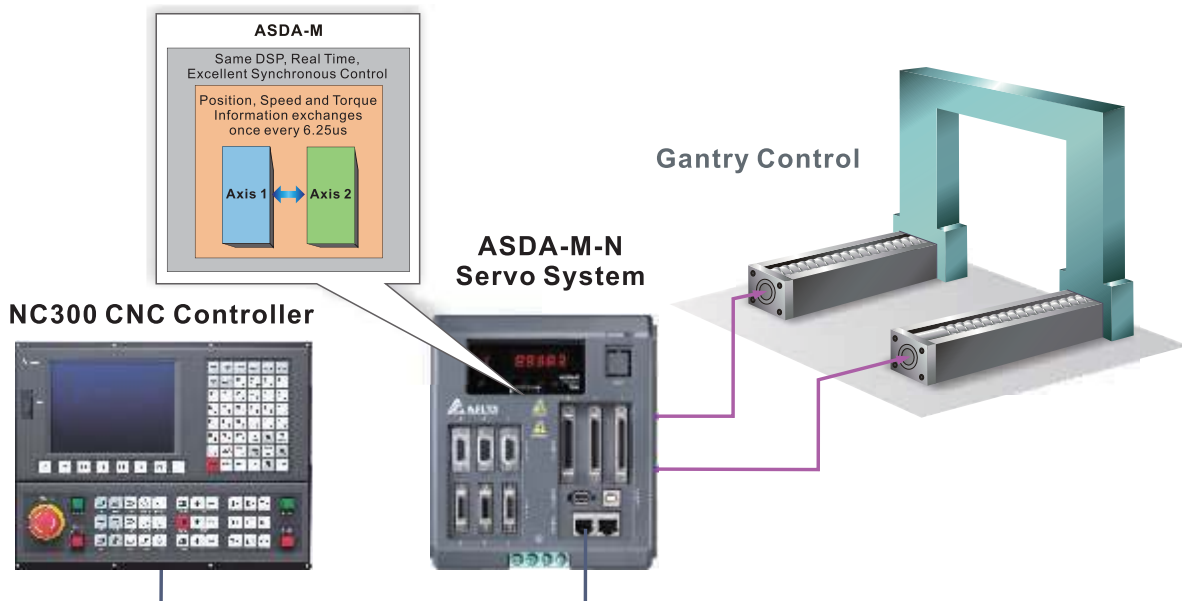 ASDA-M
Same DSP, Real Time,
Excellent Synchronous Control
Position, Speed and Torque
Information exchanges
once every 6.25us
Axis 1
Axis 2
Gantry Control
ASDA-M-N
Servo System
NC300 CNC Controller